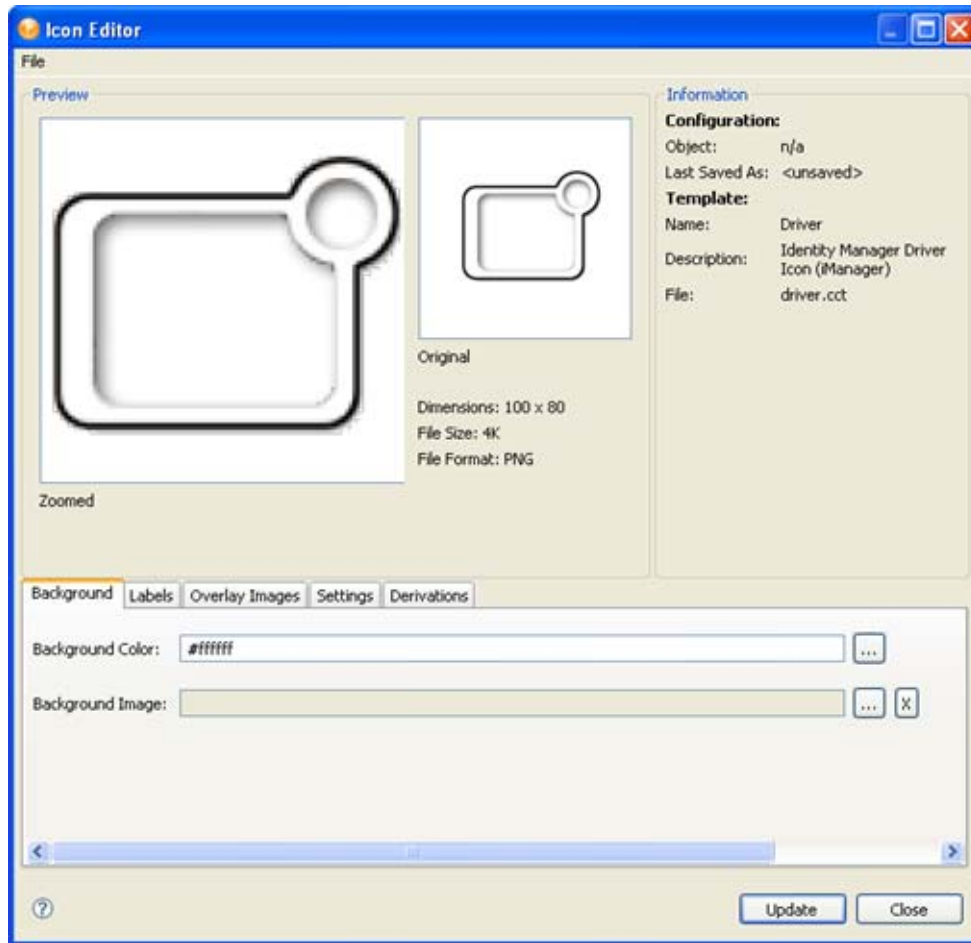 Icon Editor
File
Preview
Original
Dimensions: 100 x 80
File Size: 4K
File Format: PNG
Zoomed
Information
Configuration:
Object: n/a
Last Saved As: <unsaved>
Template:
Name: Driver
Description: Identity Manager Driver
Icon (iManager)
File: driver.cct
Background Labels Overlay Images Settings Derivations
Background Color: #ffffff ...
Background Image: ... X
? Update Close